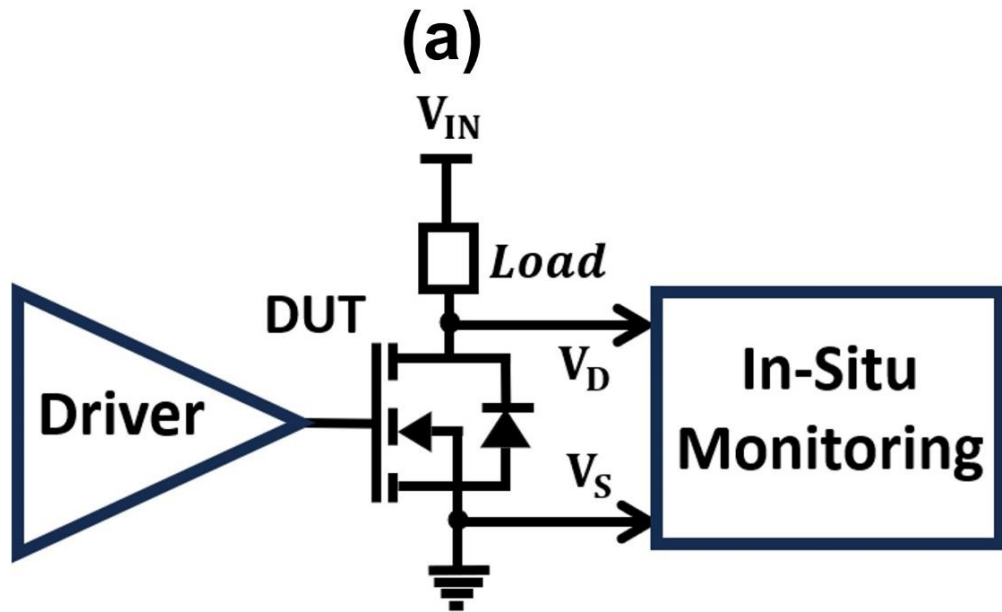 (a)
V_IN
Load
DUT
Driver
V_D
V_S
In-Situ
Monitoring